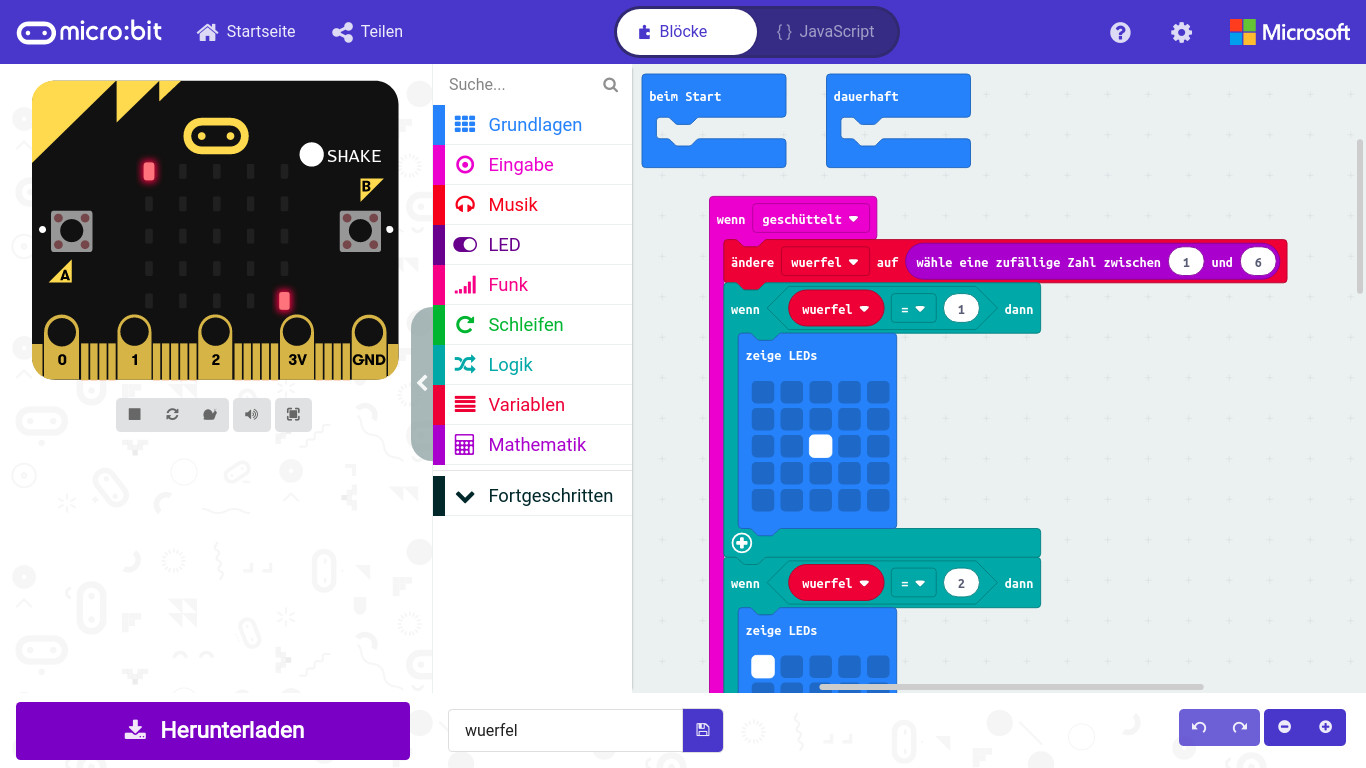 micro:bit
Startseite
Teilen
Blöcke
{ } JavaScript
Microsoft
SHAKE
B
A
0 1 2 3V GND
Suche...
Grundlagen
Eingabe
Musik
LED
Funk
Schleifen
Logik
Variablen
Mathematik
Fortgeschritten
beim Start
dauerhaft
wenn geschüttelt
ändere wuerfel auf wähle eine zufällige Zahl zwischen 1 und 6
wenn wuerfel = 1 dann
zeige LEDs
wenn wuerfel = 2 dann
zeige LEDs
Herunterladen
wuerfel